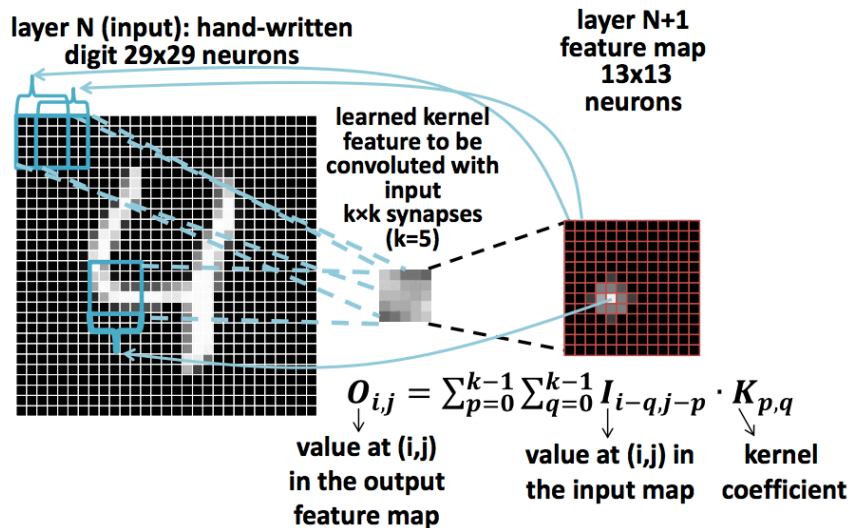 layer N (input): hand-written
digit 29x29 neurons
layer N+1
feature map
13x13
neurons
learned kernel
feature to be
convoluted with
input
k×k synapses
(k=5)
O_{i,j} = ∑_{p=0}^{k−1} ∑_{q=0}^{k−1} I_{i−q,j−p} · K_{p,q}
value at (i,j)
in the output
feature map
value at (i,j) in
the input map
kernel
coefficient